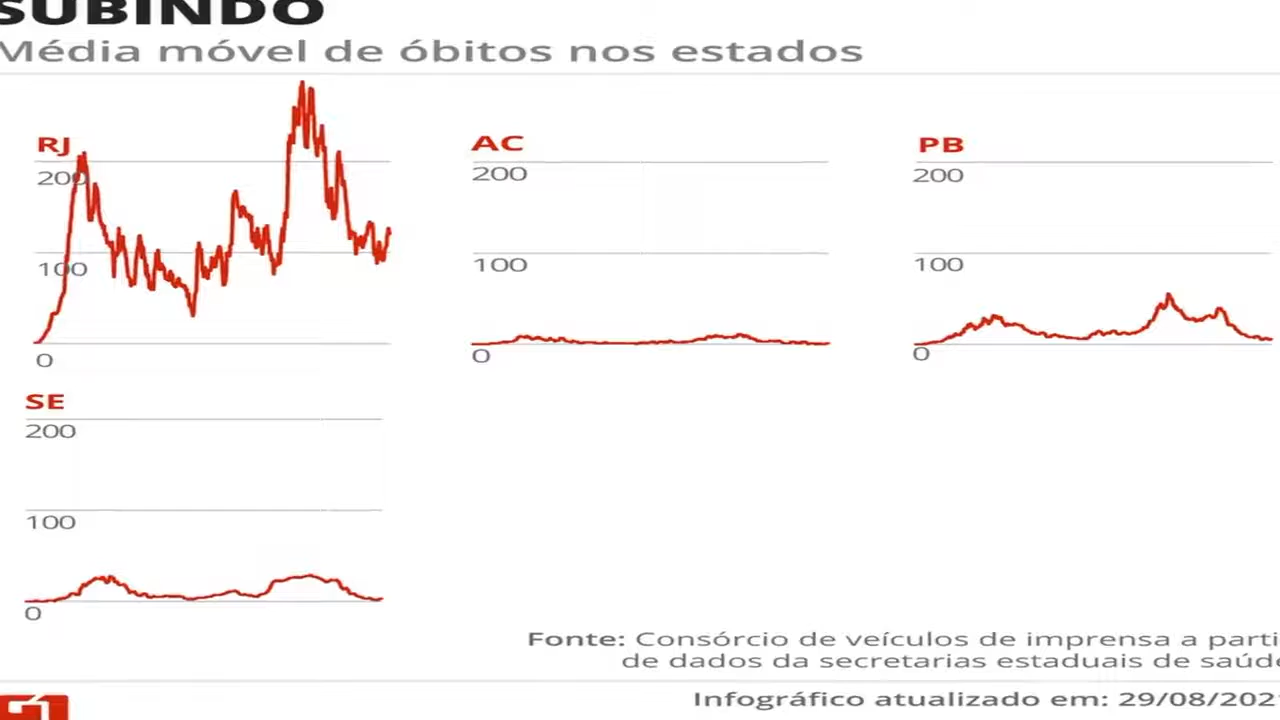 SUBINDO
Média móvel de óbitos nos estados
RJ
200
100
0
AC
200
100
0
PB
200
100
0
SE
200
100
0
Fonte: Consórcio de veículos de imprensa a parti
de dados da secretarias estaduais de saúde
Infográfico atualizado em: 29/08/202
G1